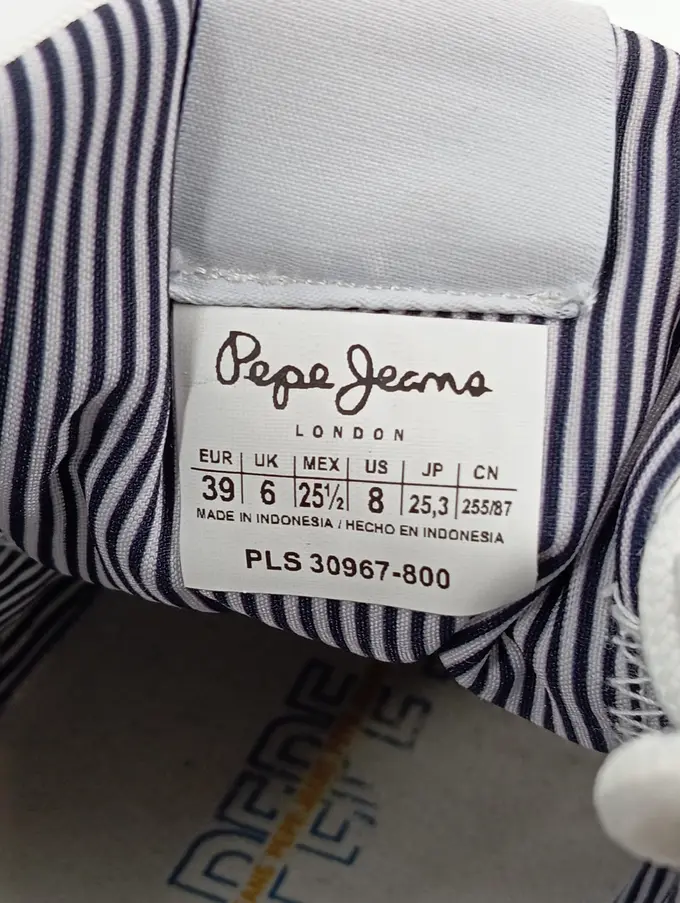 Pepe Jeans
LONDON
EUR | UK | MEX | US | JP | CN
39 | 6 | 25½ | 8 | 25,3 | 255/87
MADE IN INDONESIA / HECHO EN INDONESIA
PLS 30967-800